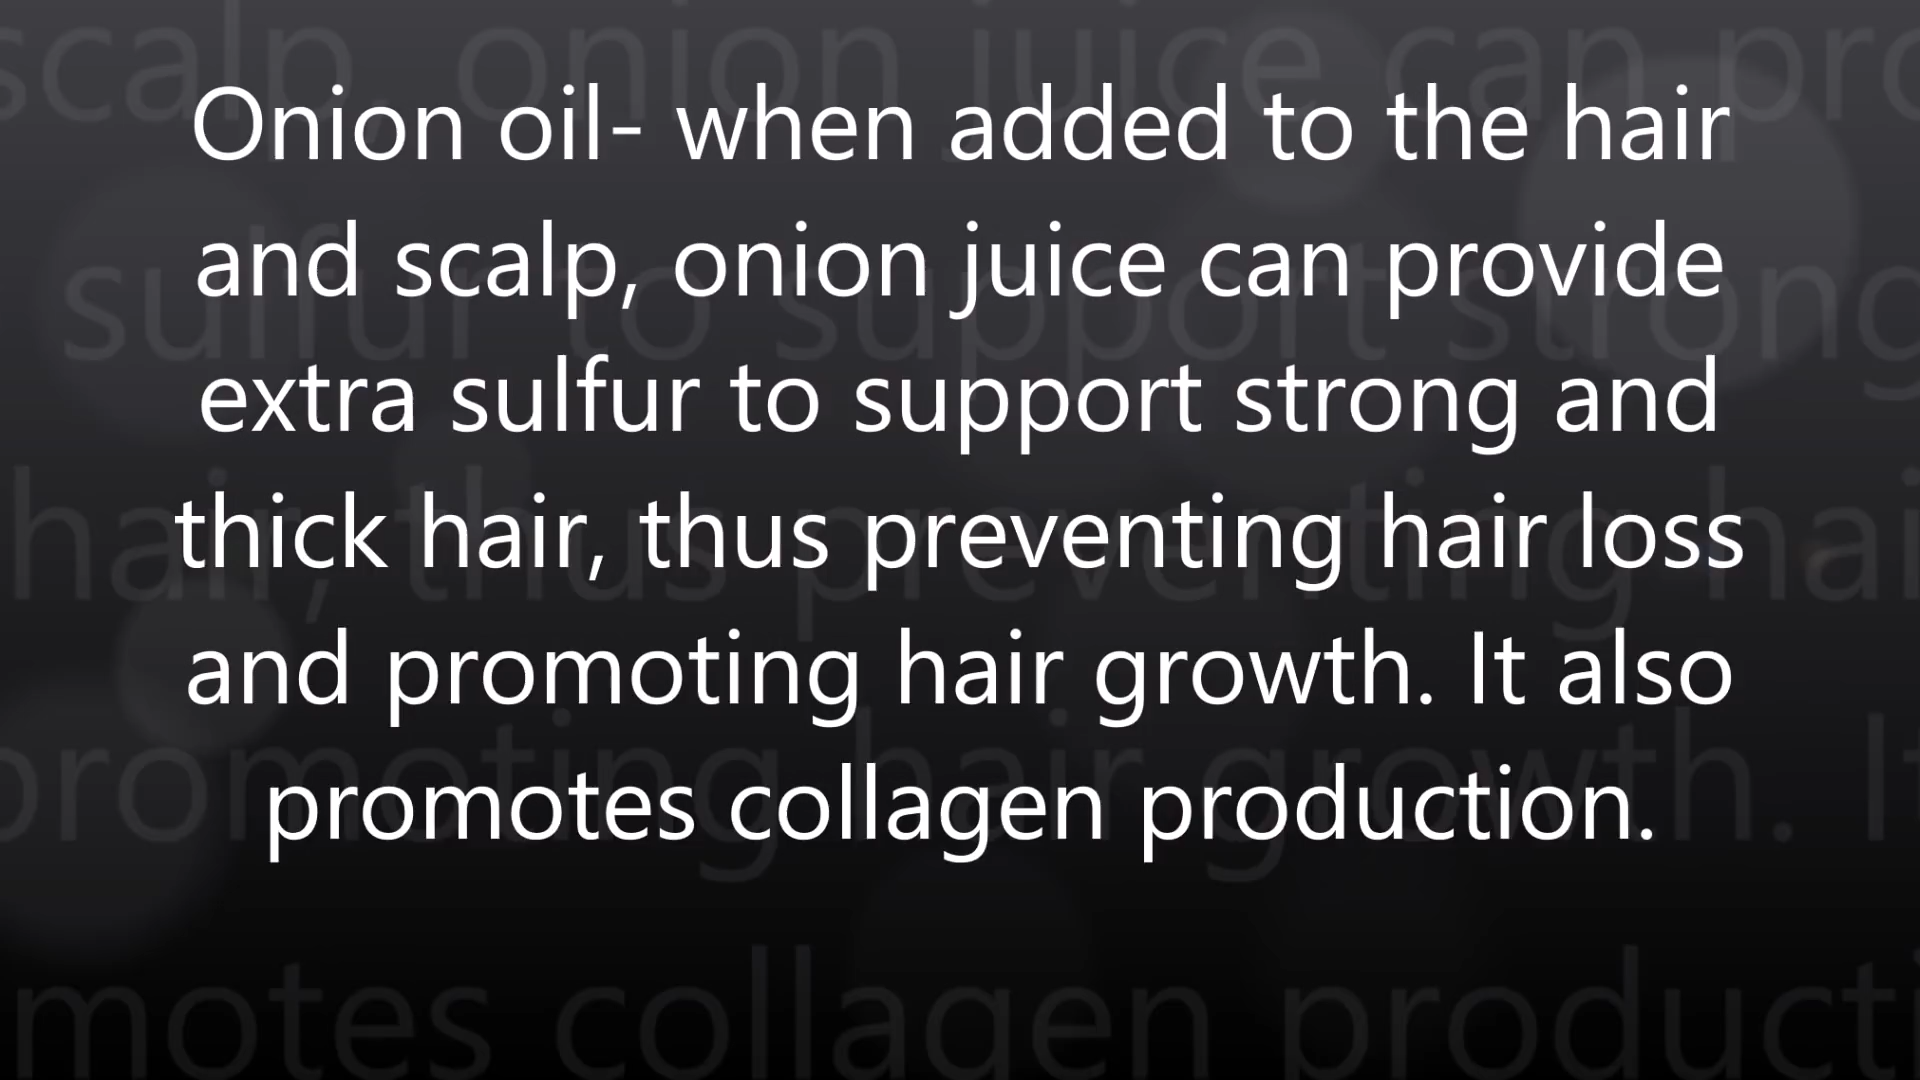 Onion oil- when added to the hair
and scalp, onion juice can provide
extra sulfur to support strong and
thick hair, thus preventing hair loss
and promoting hair growth. It also
promotes collagen production.